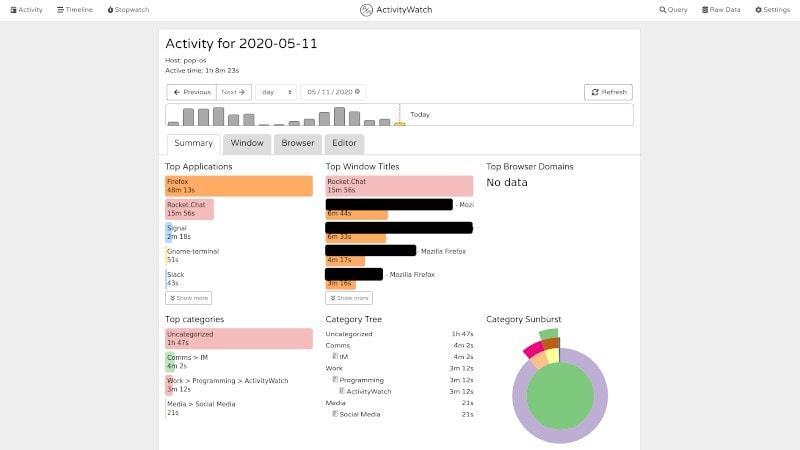 Activity
Timeline
Stopwatch
ActivityWatch
Query
Raw Data
Settings
Activity for 2020-05-11
Host: pop-os
Active time: 1h 8m 23s
Previous
Next
day
05 / 11 / 2020
Refresh
Today
Summary
Window
Browser
Editor
Top Applications
Firefox
48m 13s
Rocket.Chat
15m 56s
Signal
2m 18s
Gnome-terminal
51s
Slack
43s
Show more
Top Window Titles
Rocket.Chat
15m 56s
- Mozi
6m 44s
6m 33s
- Mozilla Firefox
4m 17s
- Mozilla Firefox
3m 16s
Show more
Top Browser Domains
No data
Top categories
Uncategorized
1h 47s
Comms > IM
4m 2s
Work > Programming > ActivityWatch
3m 12s
Media > Social Media
21s
Category Tree
Uncategorized 1h 47s
Comms 4m 2s
IM 4m 2s
Work 3m 12s
Programming 3m 12s
ActivityWatch 3m 12s
Media 21s
Social Media 21s
Category Sunburst